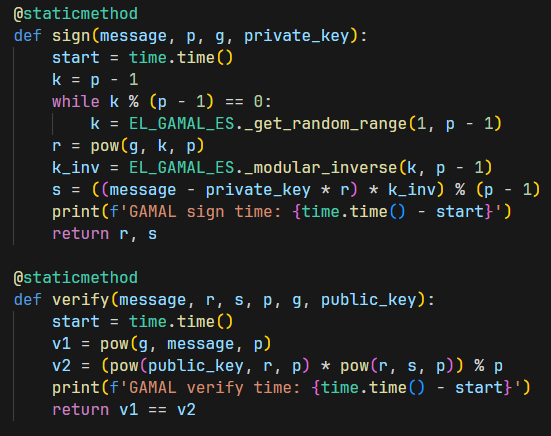 @staticmethod
def sign(message, p, g, private_key):
    start = time.time()
    k = p - 1
    while k % (p - 1) == 0:
        k = EL_GAMAL_ES._get_random_range(1, p - 1)
    r = pow(g, k, p)
    k_inv = EL_GAMAL_ES._modular_inverse(k, p - 1)
    s = ((message - private_key * r) * k_inv) % (p - 1)
    print(f'GAMAL sign time: {time.time() - start}')
    return r, s

@staticmethod
def verify(message, r, s, p, g, public_key):
    start = time.time()
    v1 = pow(g, message, p)
    v2 = (pow(public_key, r, p) * pow(r, s, p)) % p
    print(f'GAMAL verify time: {time.time() - start}')
    return v1 == v2